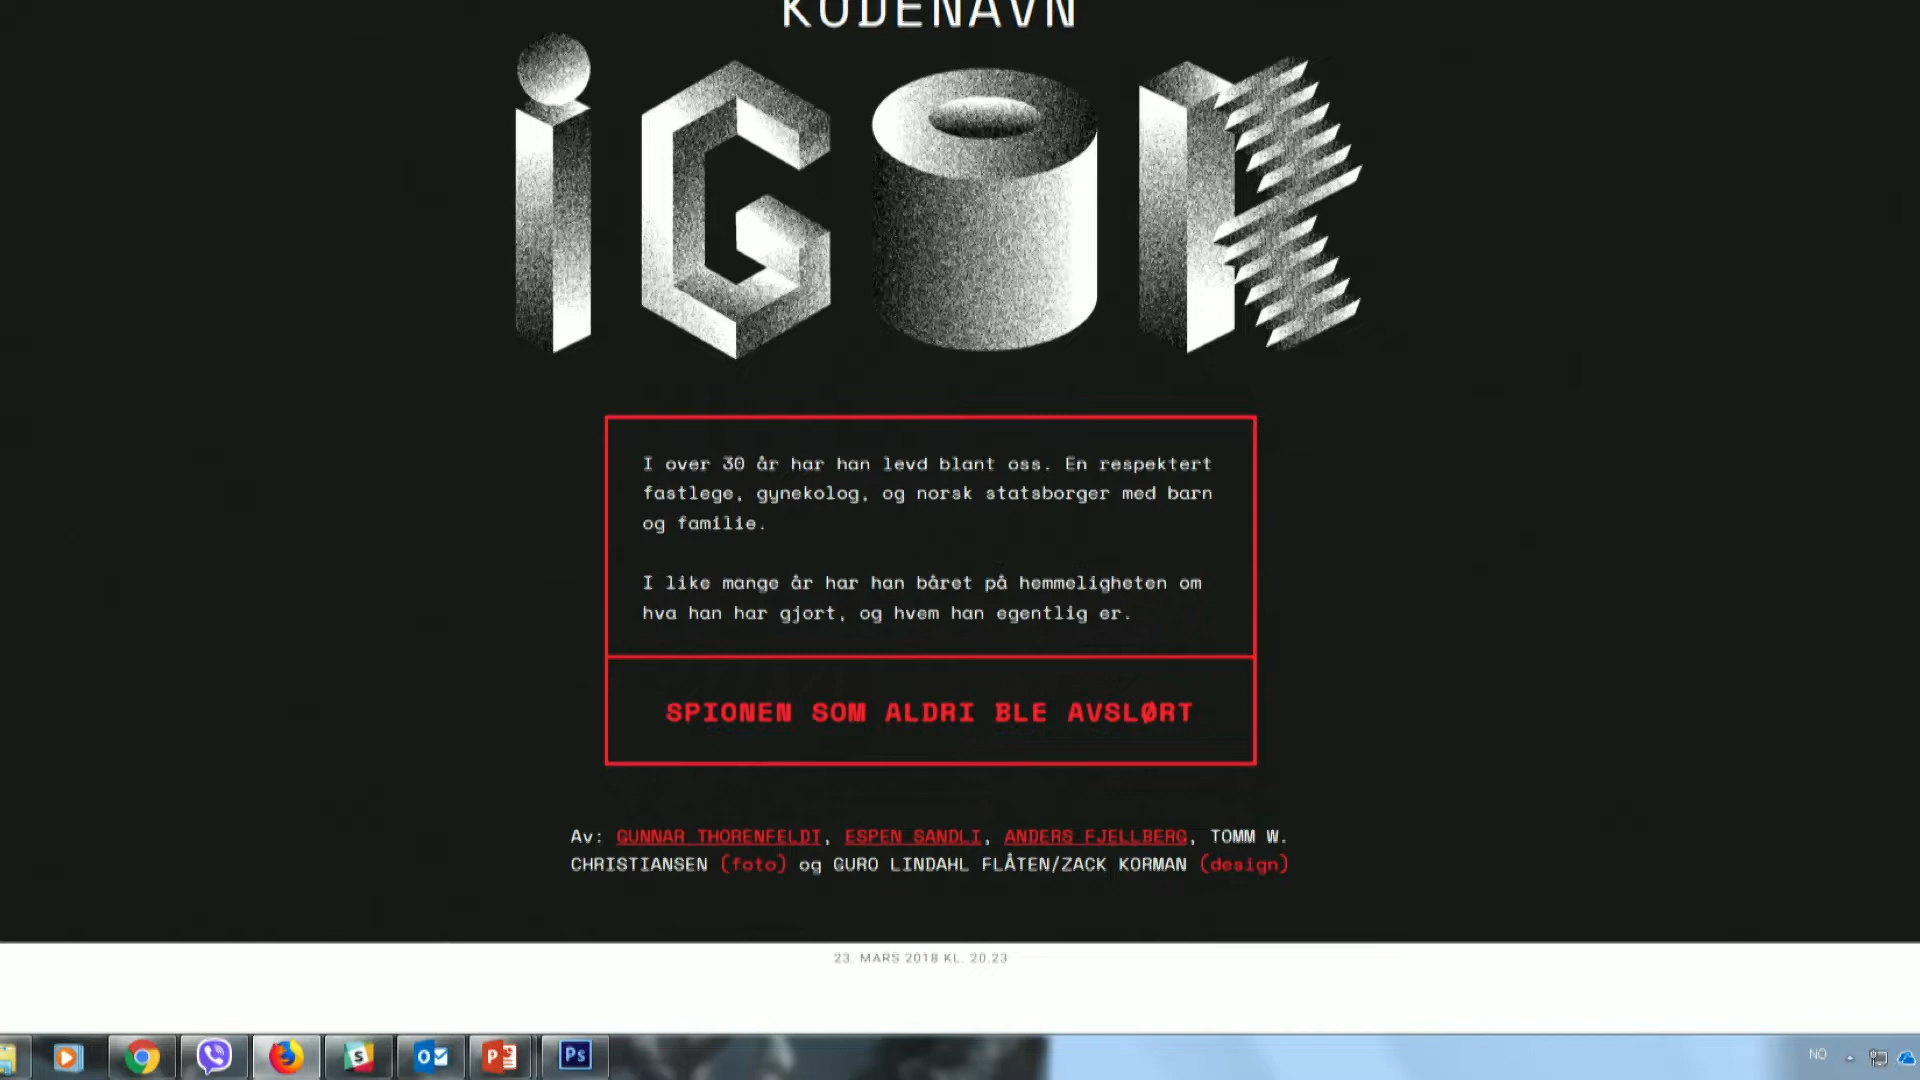 KODENAVN
iGOR
I over 30 år har han levd blant oss. En respektert
fastlege, gynekolog, og norsk statsborger med barn
og familie.
I like mange år har han båret på hemmeligheten om
hva han har gjort, og hvem han egentlig er.
SPIONEN SOM ALDRI BLE AVSLØRT
Av: GUNNAR THORENFELDT, ESPEN SANDLI, ANDERS FJELLBERG, TOMM W.
CHRISTIANSEN (foto) og GURO LINDAHL FLÅTEN/ZACK KORMAN (design)
23. MARS 2018 KL. 20.23
S
O
P
Ps
NO